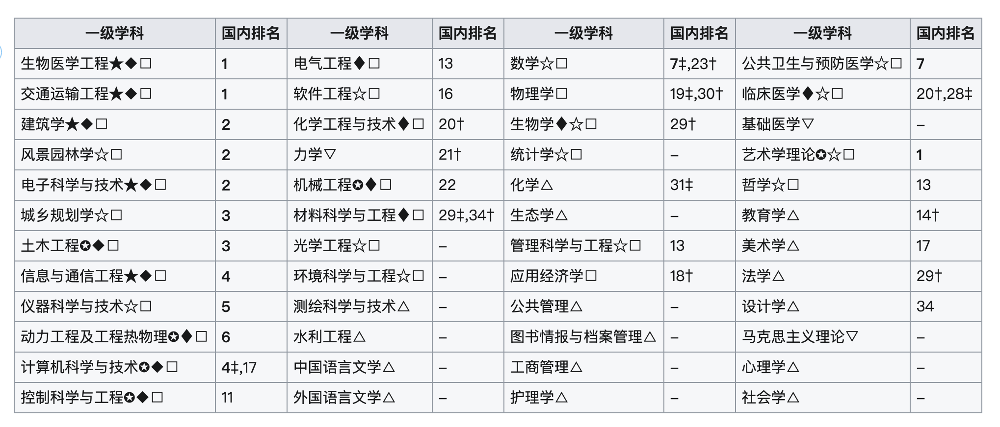 一级学科 国内排名 一级学科 国内排名 一级学科 国内排名 一级学科 国内排名
生物医学工程★◆□ 1 电气工程♦□ 13 数学☆□ 7‡,23† 公共卫生与预防医学☆□ 7
交通运输工程★◆□ 1 软件工程☆□ 16 物理学□ 19‡,30† 临床医学♦☆□ 20†,28‡
建筑学★◆□ 2 化学工程与技术♦□ 20† 生物学♦☆□ 29† 基础医学▽ –
风景园林学☆□ 2 力学▽ 21† 统计学☆□ – 艺术学理论✪☆□ 1
电子科学与技术★◆□ 2 机械工程✪♦□ 22 化学△ 31‡ 哲学☆□ 13
城乡规划学☆□ 3 材料科学与工程♦□ 29‡,34† 生态学△ – 教育学△ 14†
土木工程✪◆□ 3 光学工程☆□ – 管理科学与工程☆□ 13 美术学△ 17
信息与通信工程★◆□ 4 环境科学与工程☆□ – 应用经济学□ 18† 法学△ 29†
仪器科学与技术☆□ 5 测绘科学与技术△ – 公共管理△ – 设计学△ 34
动力工程及工程热物理✪♦□ 6 水利工程△ – 图书情报与档案管理△ – 马克思主义理论▽ –
计算机科学与技术✪◆□ 4‡,17 中国语言文学△ – 工商管理△ – 心理学△ –
控制科学与工程✪◆□ 11 外国语言文学△ – 护理学△ – 社会学△ –